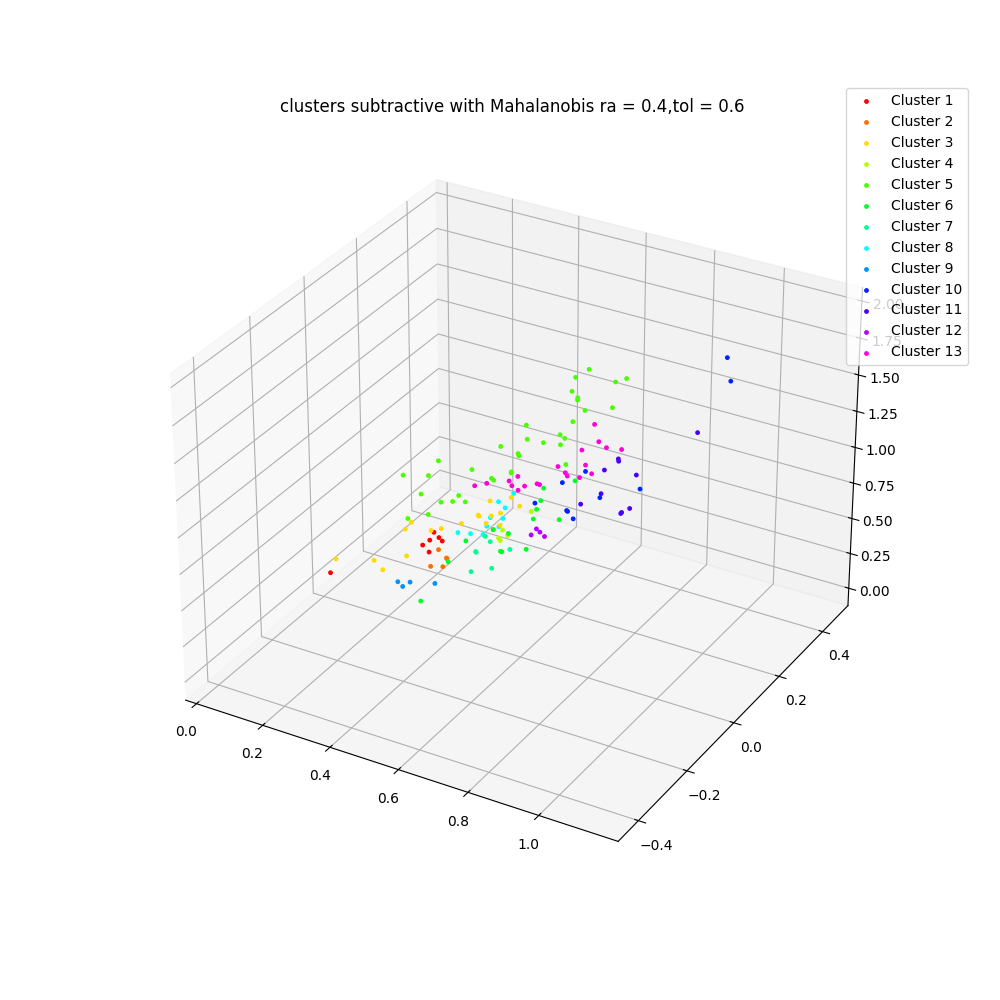 clusters subtractive with Mahalanobis ra = 0.4,tol = 0.6
Cluster 1
Cluster 2
Cluster 3
Cluster 4
Cluster 5
Cluster 6
Cluster 7
Cluster 8
Cluster 9
Cluster 10
Cluster 11
Cluster 12
Cluster 13
2.00
1.75
1.50
1.25
1.00
0.75
0.50
0.25
0.00
0.4
0.2
0.0
−0.2
−0.4
0.0
0.2
0.4
0.6
0.8
1.0